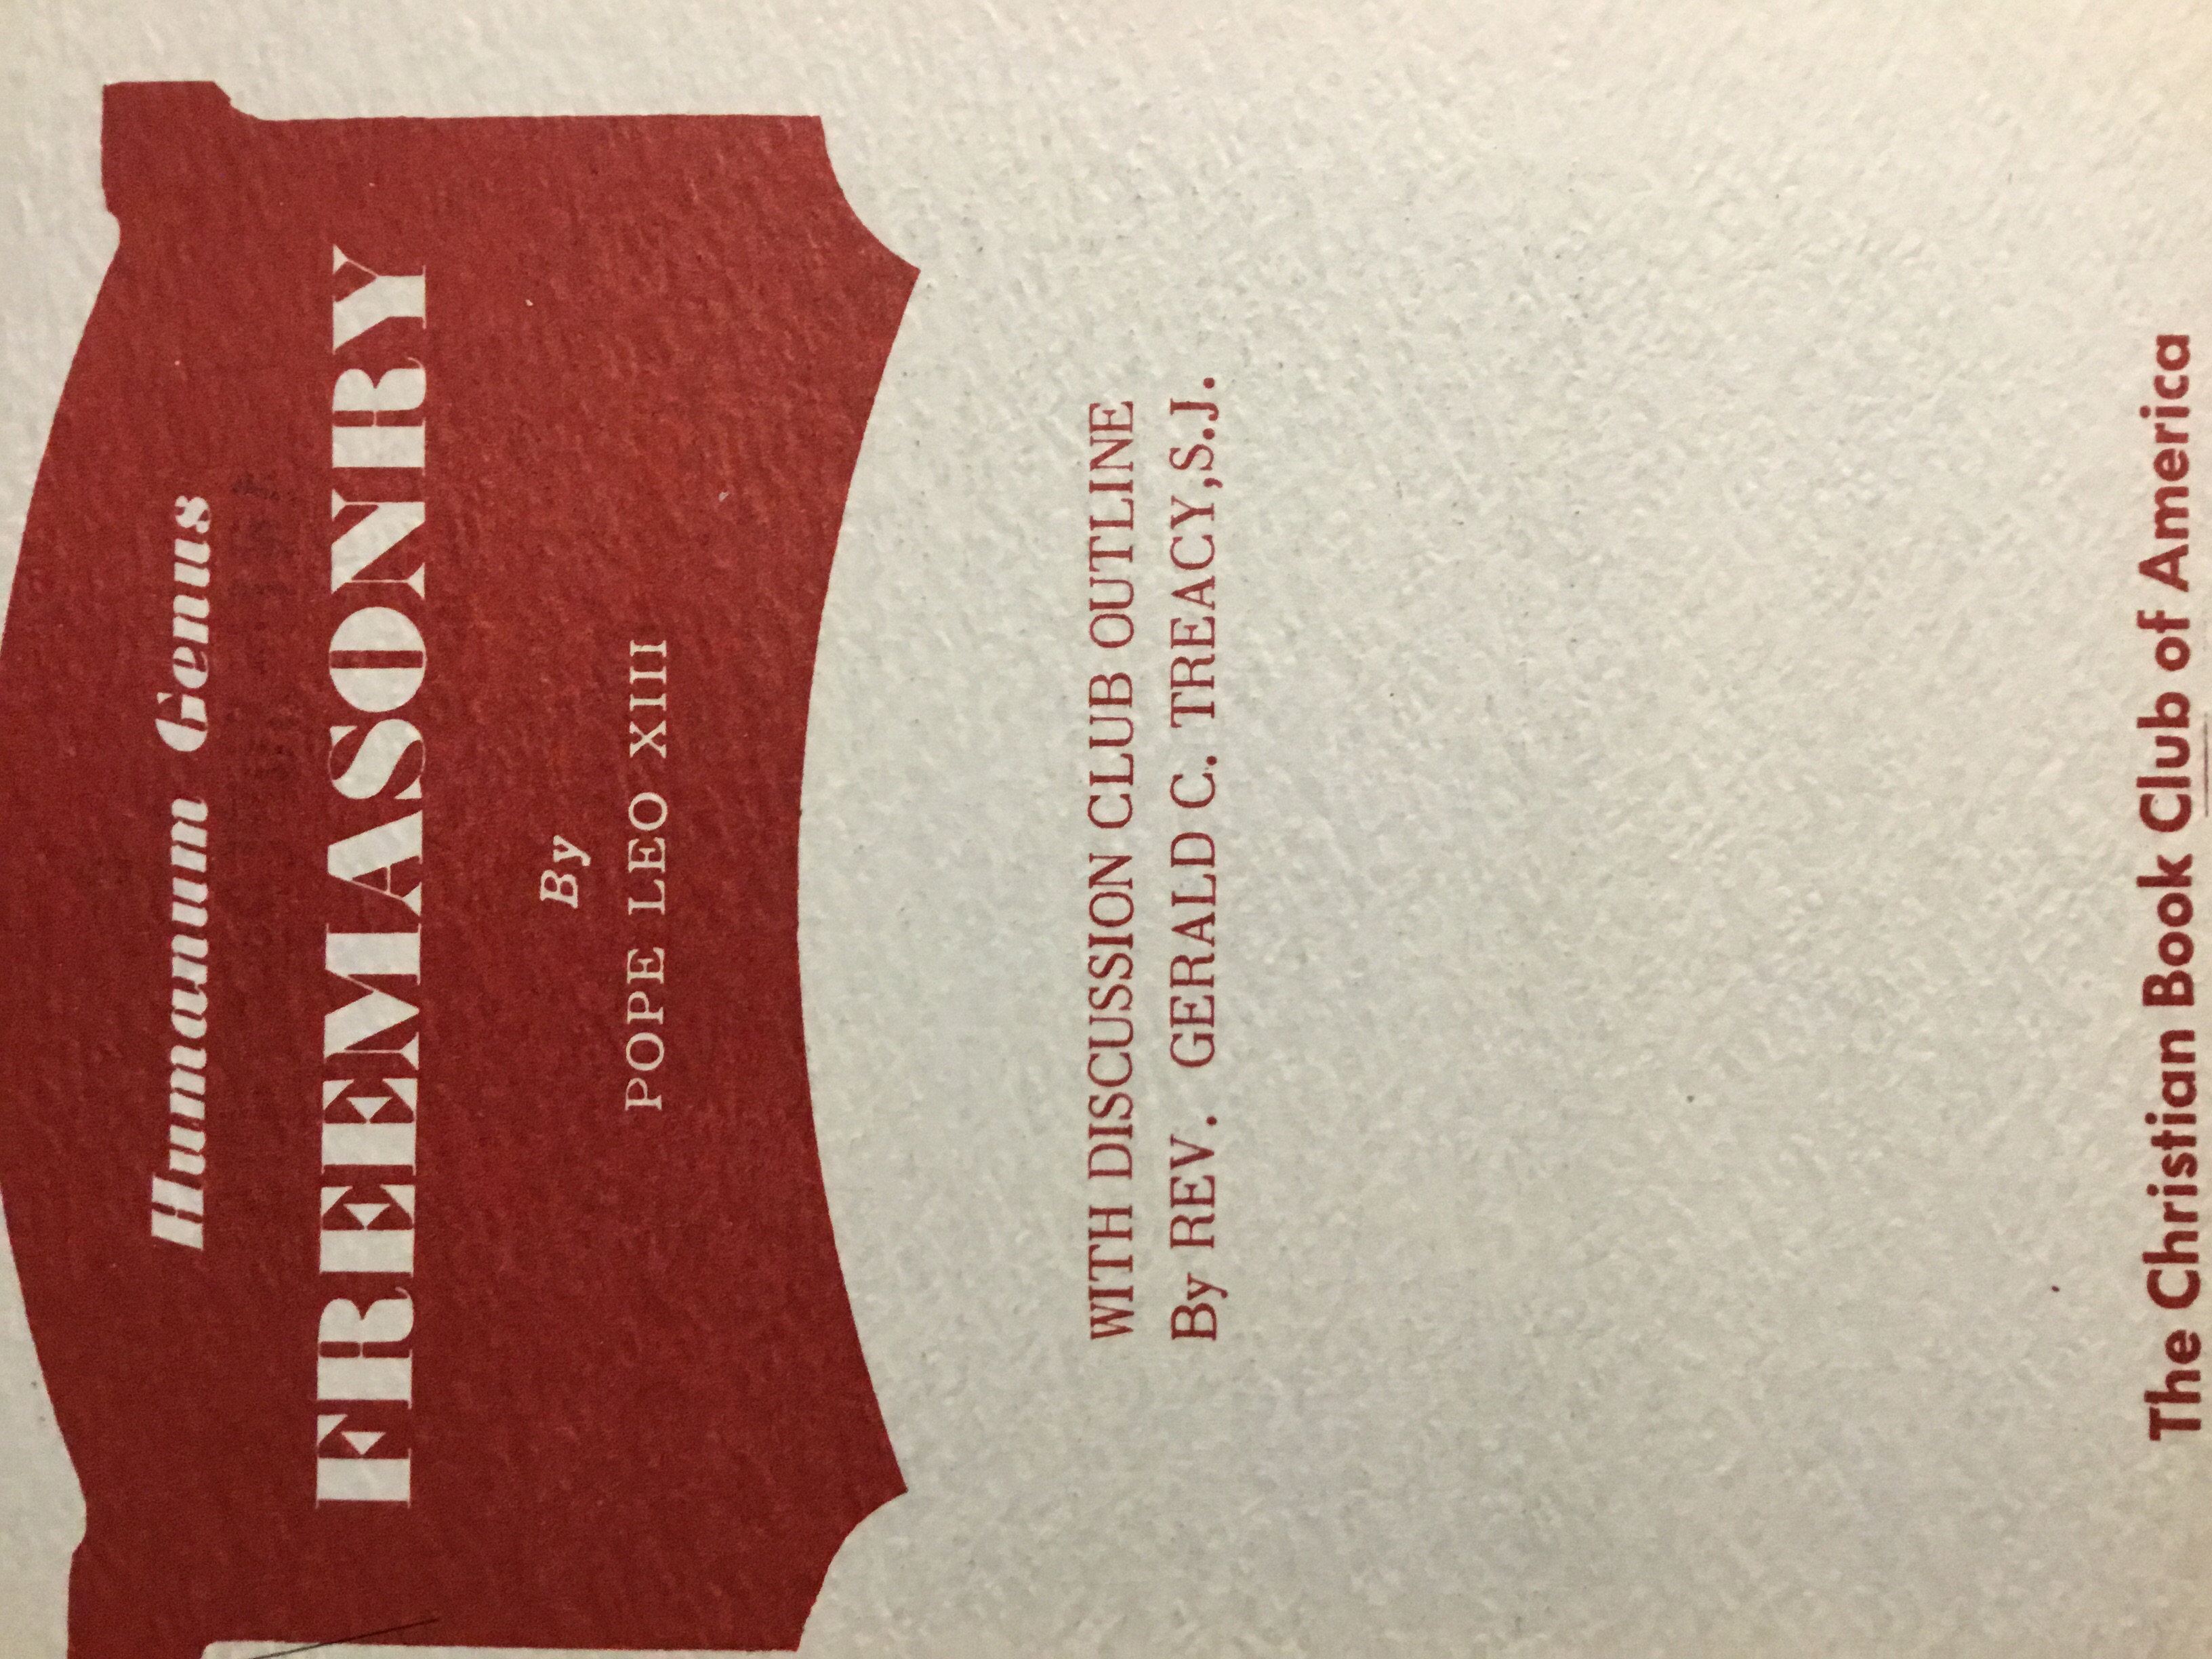 Humanum Genus
FREEMASONRY
By
POPE LEO XIII
WITH DISCUSSION CLUB OUTLINE
By REV. GERALD C. TREACY,S.J.
The Christian Book Club of America